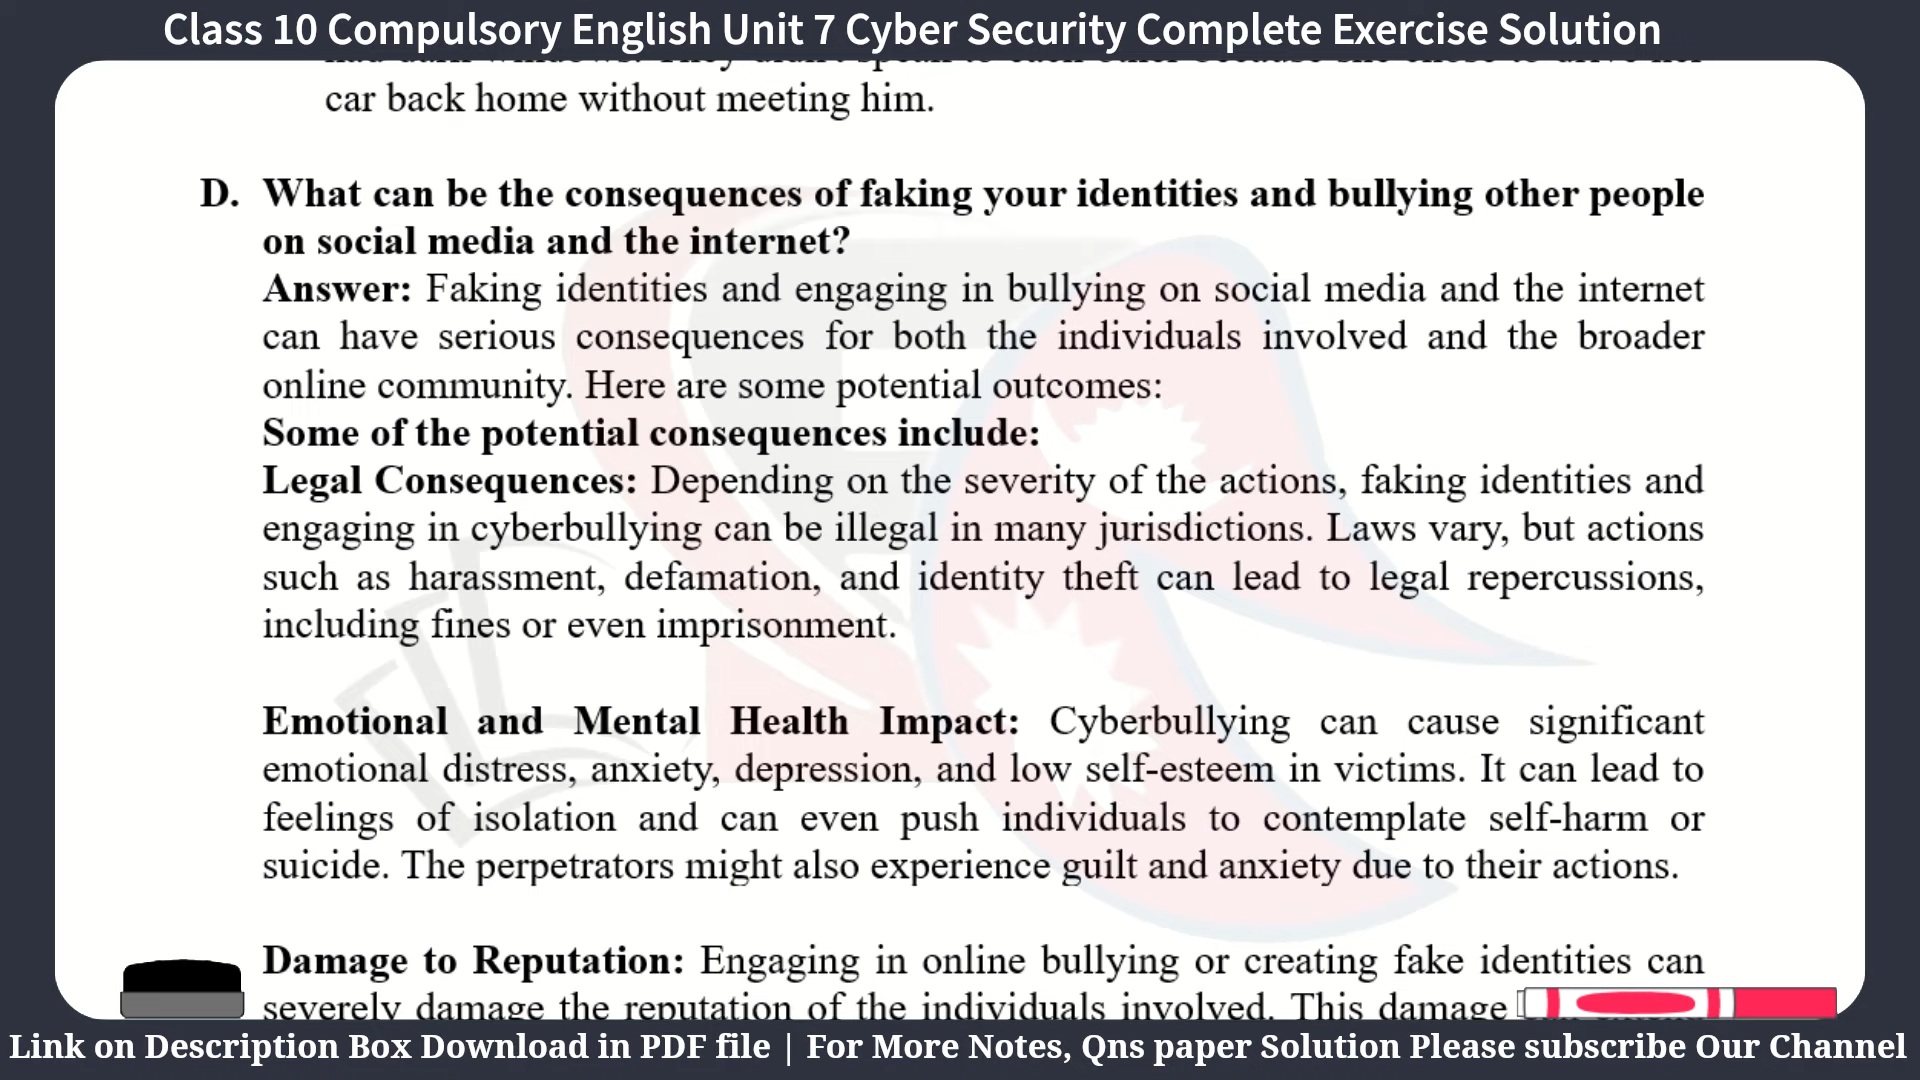 Class 10 Compulsory English Unit 7 Cyber Security Complete Exercise Solution
car back home without meeting him.
D. What can be the consequences of faking your identities and bullying other people
on social media and the internet?
Answer: Faking identities and engaging in bullying on social media and the internet
can have serious consequences for both the individuals involved and the broader
online community. Here are some potential outcomes:
Some of the potential consequences include:
Legal Consequences: Depending on the severity of the actions, faking identities and
engaging in cyberbullying can be illegal in many jurisdictions. Laws vary, but actions
such as harassment, defamation, and identity theft can lead to legal repercussions,
including fines or even imprisonment.
Emotional and Mental Health Impact: Cyberbullying can cause significant
emotional distress, anxiety, depression, and low self-esteem in victims. It can lead to
feelings of isolation and can even push individuals to contemplate self-harm or
suicide. The perpetrators might also experience guilt and anxiety due to their actions.
Damage to Reputation: Engaging in online bullying or creating fake identities can
severely damage the reputation of the individuals involved. This damage
Link on Description Box Download in PDF file | For More Notes, Qns paper Solution Please subscribe Our Channel